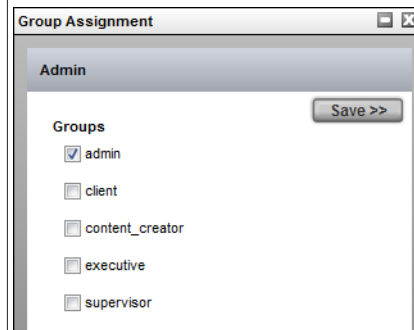 Group Assignment
Admin
Save >>
Groups
admin
client
content_creator
executive
supervisor